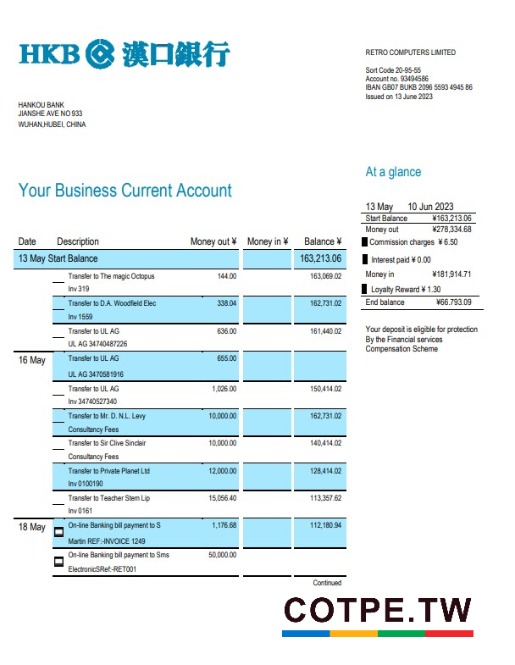 HKB 漢口銀行
RETRO COMPUTERS LIMITED
Sort Code 20-95-55
Account no. 93494586
IBAN GB07 BUKB 2096 5593 4945 86
Issued on 13 June 2023
HANKOU BANK
JIANSHE AVE NO 933
WUHAN,HUBEI, CHINA
At a glance
Your Business Current Account
13 May 10 Jun 2023
Start Balance ¥163,213.06
Money out ¥278,334.68
Commission charges ¥ 6.50
Interest paid ¥ 0.00
Money in ¥181,914.71
Loyalty Reward ¥ 1.30
End balance ¥66.793.09
Your deposit is eligible for protection
By the Financial services
Compensation Scheme
Date Description Money out ¥ Money in ¥ Balance ¥
13 May Start Balance 163,213.06
Transfer to The magic Octopus 144.00 163,069.02
Inv 319
Transfer to D.A. Woodfield Elec 338.04 162,731.02
Inv 1559
Transfer to UL AG 636.00 161,440.02
UL AG 34740487226
16 May Transfer to UL AG 655.00
UL AG 3470581916
Transfer to UL AG 1,026.00 150,414.02
Inv 34740527340
Transfer to Mr. D. N.L. Levy 10,000.00 162,731.02
Consultancy Fees
Transfer to Sir Clive Sinclair 10,000.00 140,414.02
Consultancy Fees
Transfer to Private Planet Ltd 12,000.00 128,414.02
Inv 0100190
Transfer to Teacher Stern Lip 15,056.40 113,357.62
Inv 0161
18 May On-line Banking bill payment to S 1,176.68 112,180.94
Martin REF:-INVOICE 1249
On-line Banking bill payment to Sms 50,000.00
ElectronicSRef:-RET001
Continued
COTPE.TW